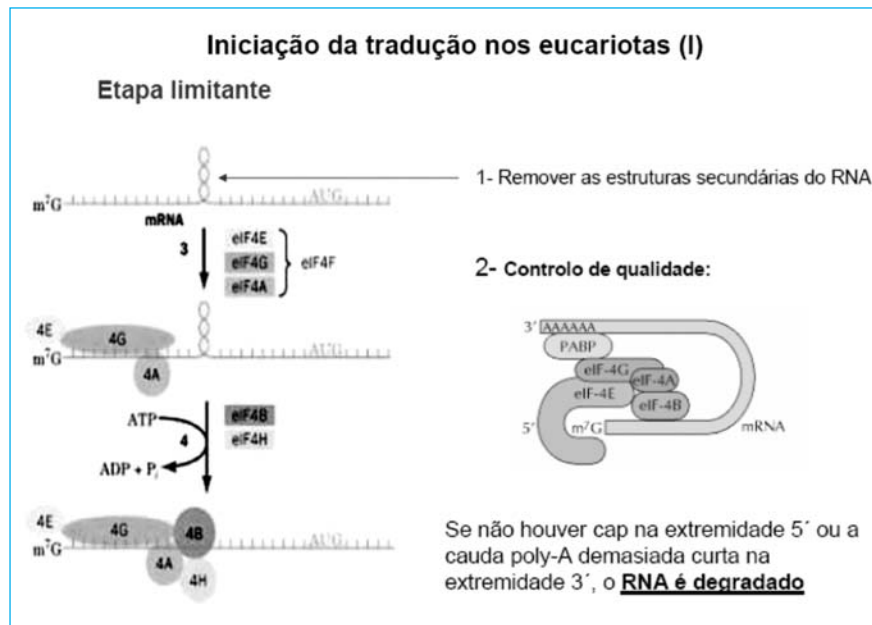 Iniciação da tradução nos eucariotas (I)
Etapa limitante
1- Remover as estruturas secundárias do RNA
m⁷G AUG
mRNA
3
eIF4E
eIF4G
eIF4A
eIF4F
2- Controlo de qualidade:
4E
4G
m⁷G AUG
4A
3´ AAAAAA
PABP
eIF-4G
eIF-4A
eIF-4E
eIF-4B
5´ m⁷G
mRNA
ATP
4
ADP + Pᵢ
eIF4B
eIF4H
4E
4G
4B
m⁷G AUG
4A
4H
Se não houver cap na extremidade 5´ ou a
cauda poly-A demasiada curta na
extremidade 3´, o RNA é degradado